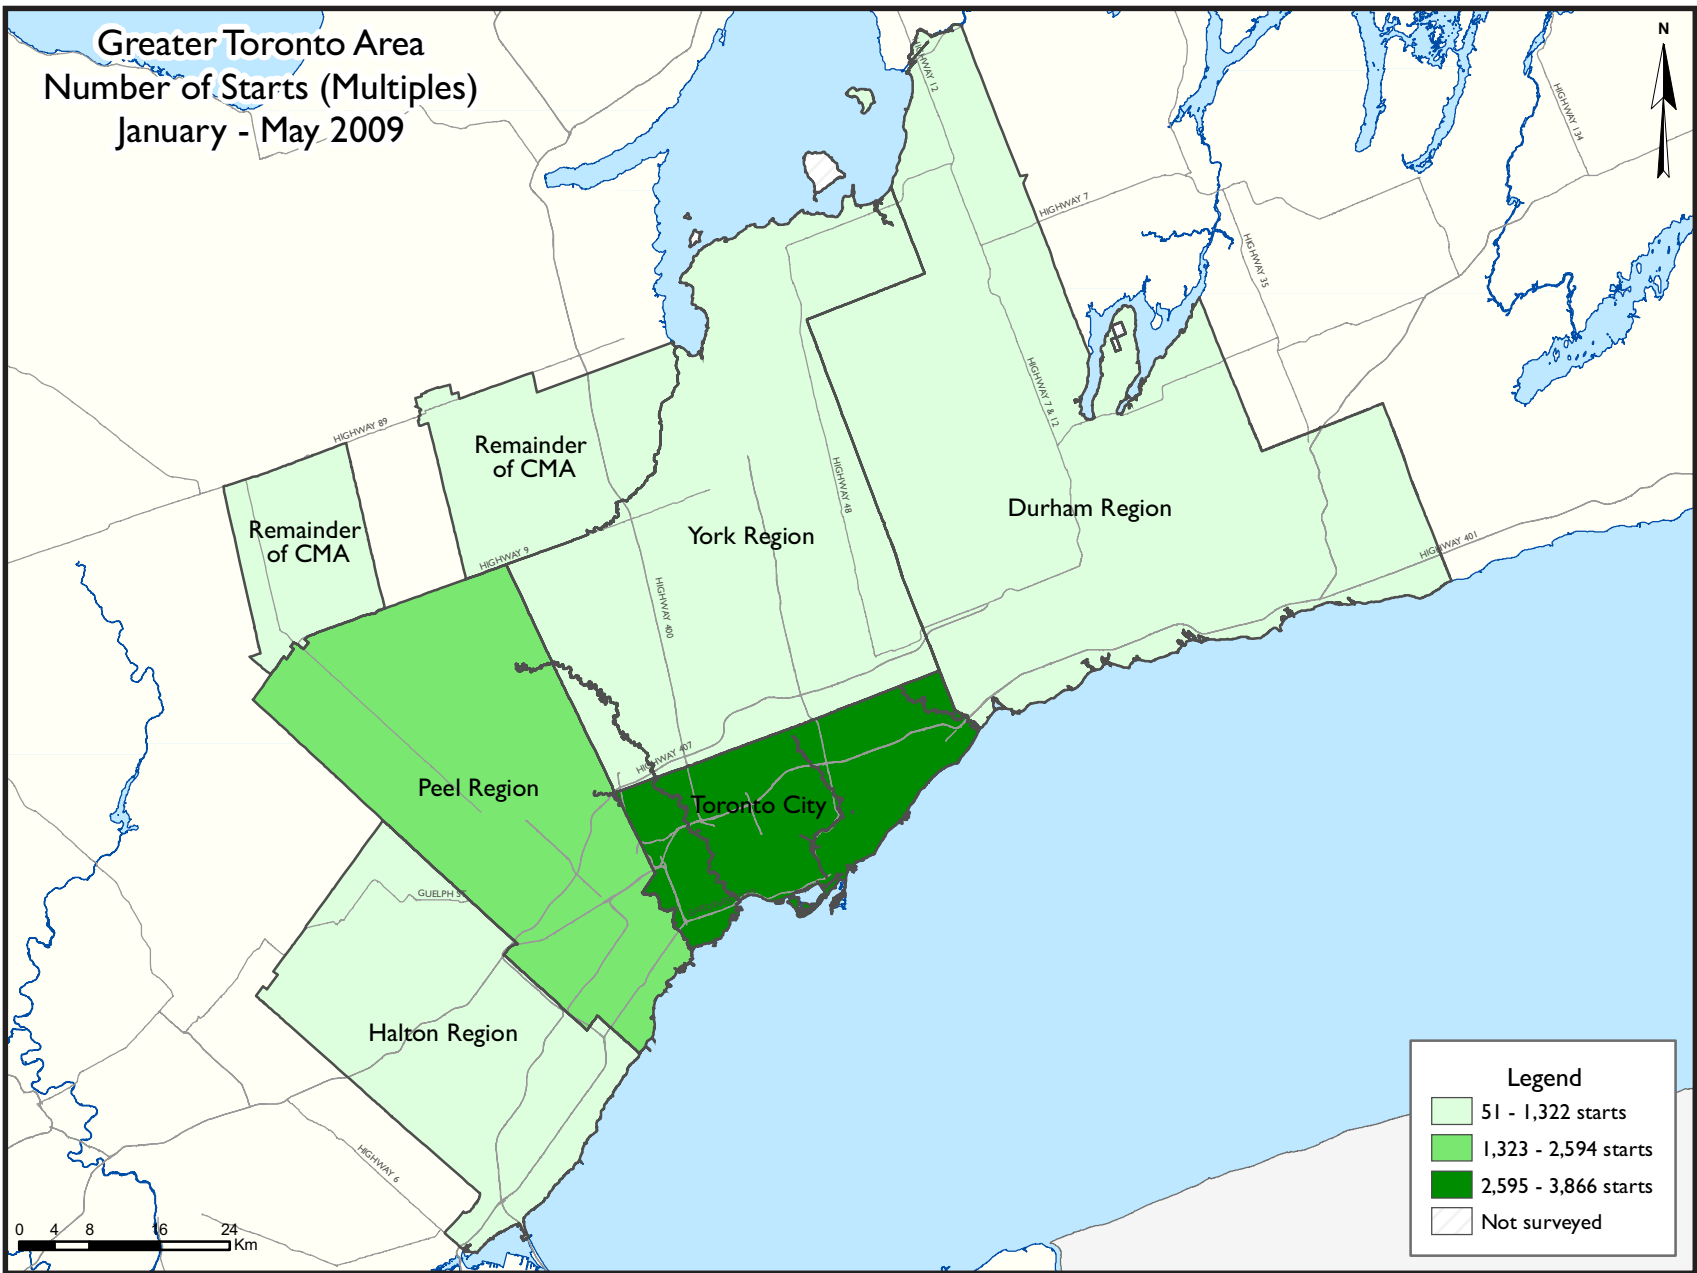 Greater Toronto Area
Number of Starts (Multiples)
January - May 2009
N
HIGHWAY 12
HIGHWAY 134
HIGHWAY 7
HIGHWAY 35
HIGHWAY 89
HIGHWAY 7 & 12
Remainder
of CMA
HIGHWAY 48
Durham Region
Remainder
of CMA
York Region
HIGHWAY 9
HIGHWAY 401
HIGHWAY 400
HIGHWAY 407
Peel Region
Toronto City
GUELPH ST
Halton Region
HIGHWAY 6
Legend
51 - 1,322 starts
1,323 - 2,594 starts
2,595 - 3,866 starts
Not surveyed
0 4 8 16 24
Km